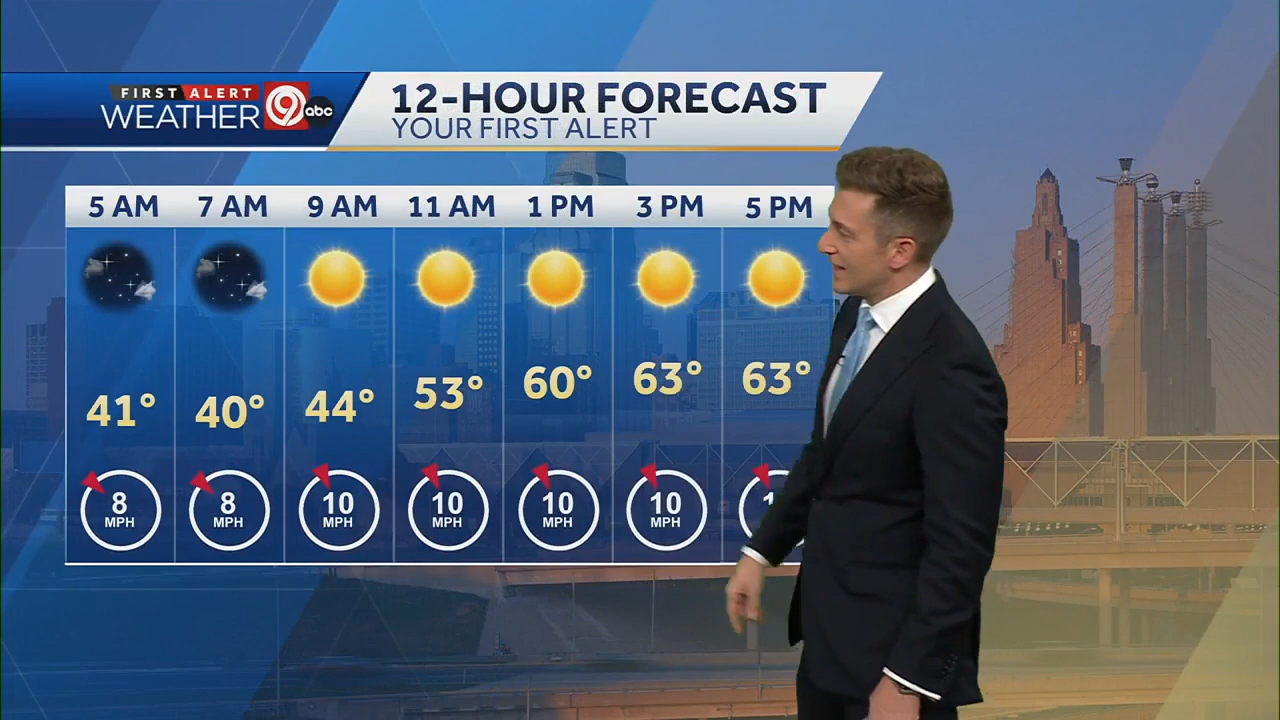 FIRST ALERT
WEATHER 9 abc
12-HOUR FORECAST
YOUR FIRST ALERT
5 AM 7 AM 9 AM 11 AM 1 PM 3 PM 5 PM
41° 40° 44° 53° 60° 63° 63°
8 8 10 10 10 10
MPH MPH MPH MPH MPH MPH